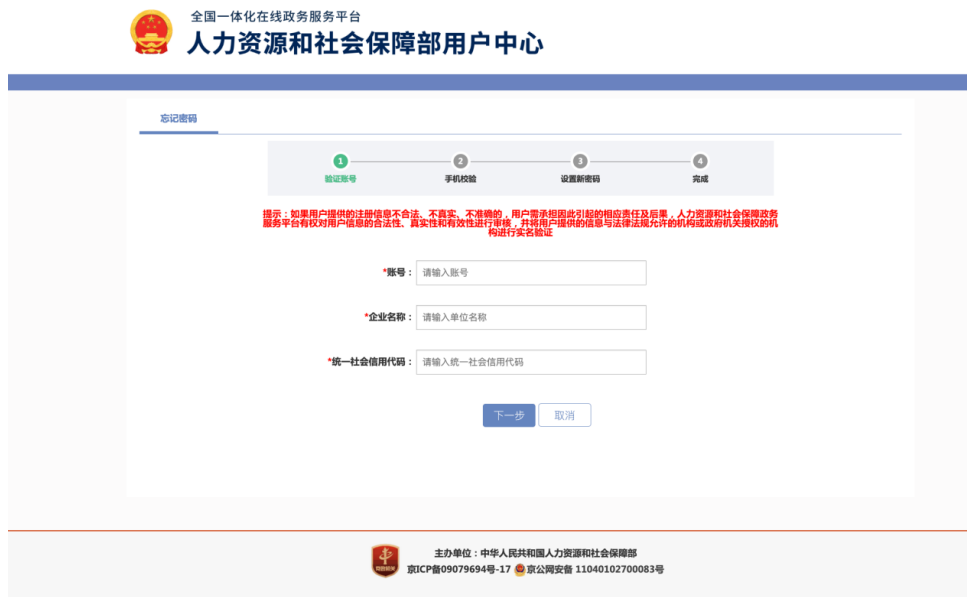 全国一体化在线政务服务平台
人力资源和社会保障部用户中心
忘记密码
1 2 3 4
验证账号 手机校验 设置新密码 完成
提示：如果用户提供的注册信息不合法、不真实、不准确的，用户需承担因此引起的相应责任及后果，人力资源和社会保障政务
服务平台有权对用户信息的合法性、真实性和有效性进行审核，并将用户提供的信息与法律法规允许的机构或政府机关授权的机
构进行实名验证
*账号： 请输入账号
*企业名称： 请输入单位名称
*统一社会信用代码： 请输入统一社会信用代码
下一步 取消
主办单位：中华人民共和国人力资源和社会保障部
京ICP备09079694号-17 京公网安备 11040102700083号